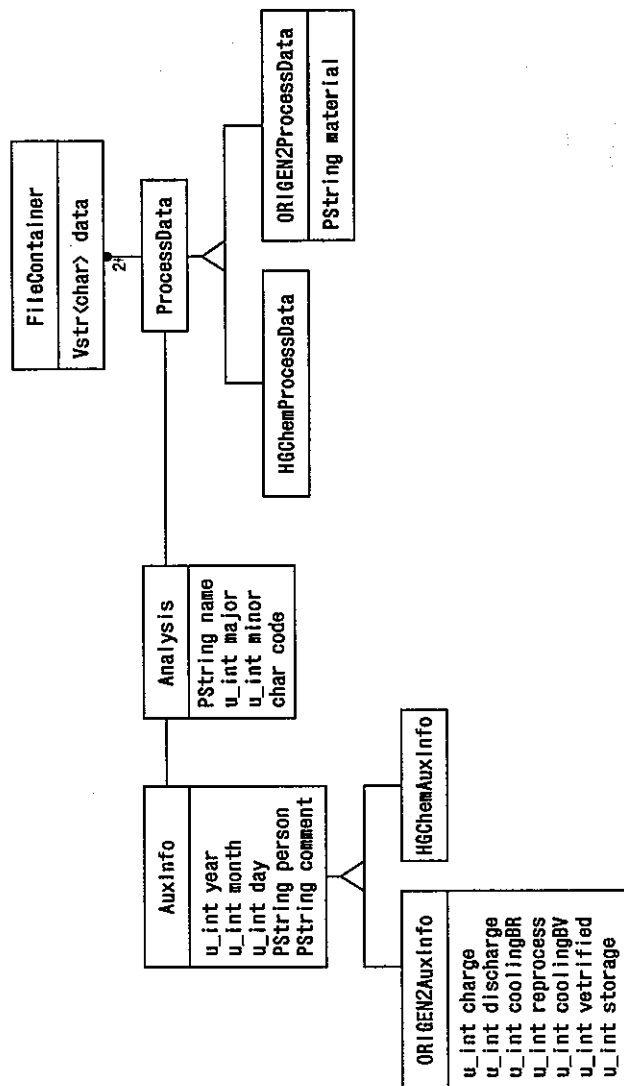 FileContainer
Vstr<char> data
2+
ProcessData
HGChemProcessData
ORIGEN2ProcessData
PString material
Analysis
PString name
u_int major
u_int minor
char code
AuxInfo
u_int year
u_int month
u_int day
PString person
PString comment
HGChemAuxInfo
ORIGEN2AuxInfo
u_int charge
u_int discharge
u_int coolingBR
u_int reprocess
u_int coolingBV
u_int vetrified
u_int storage